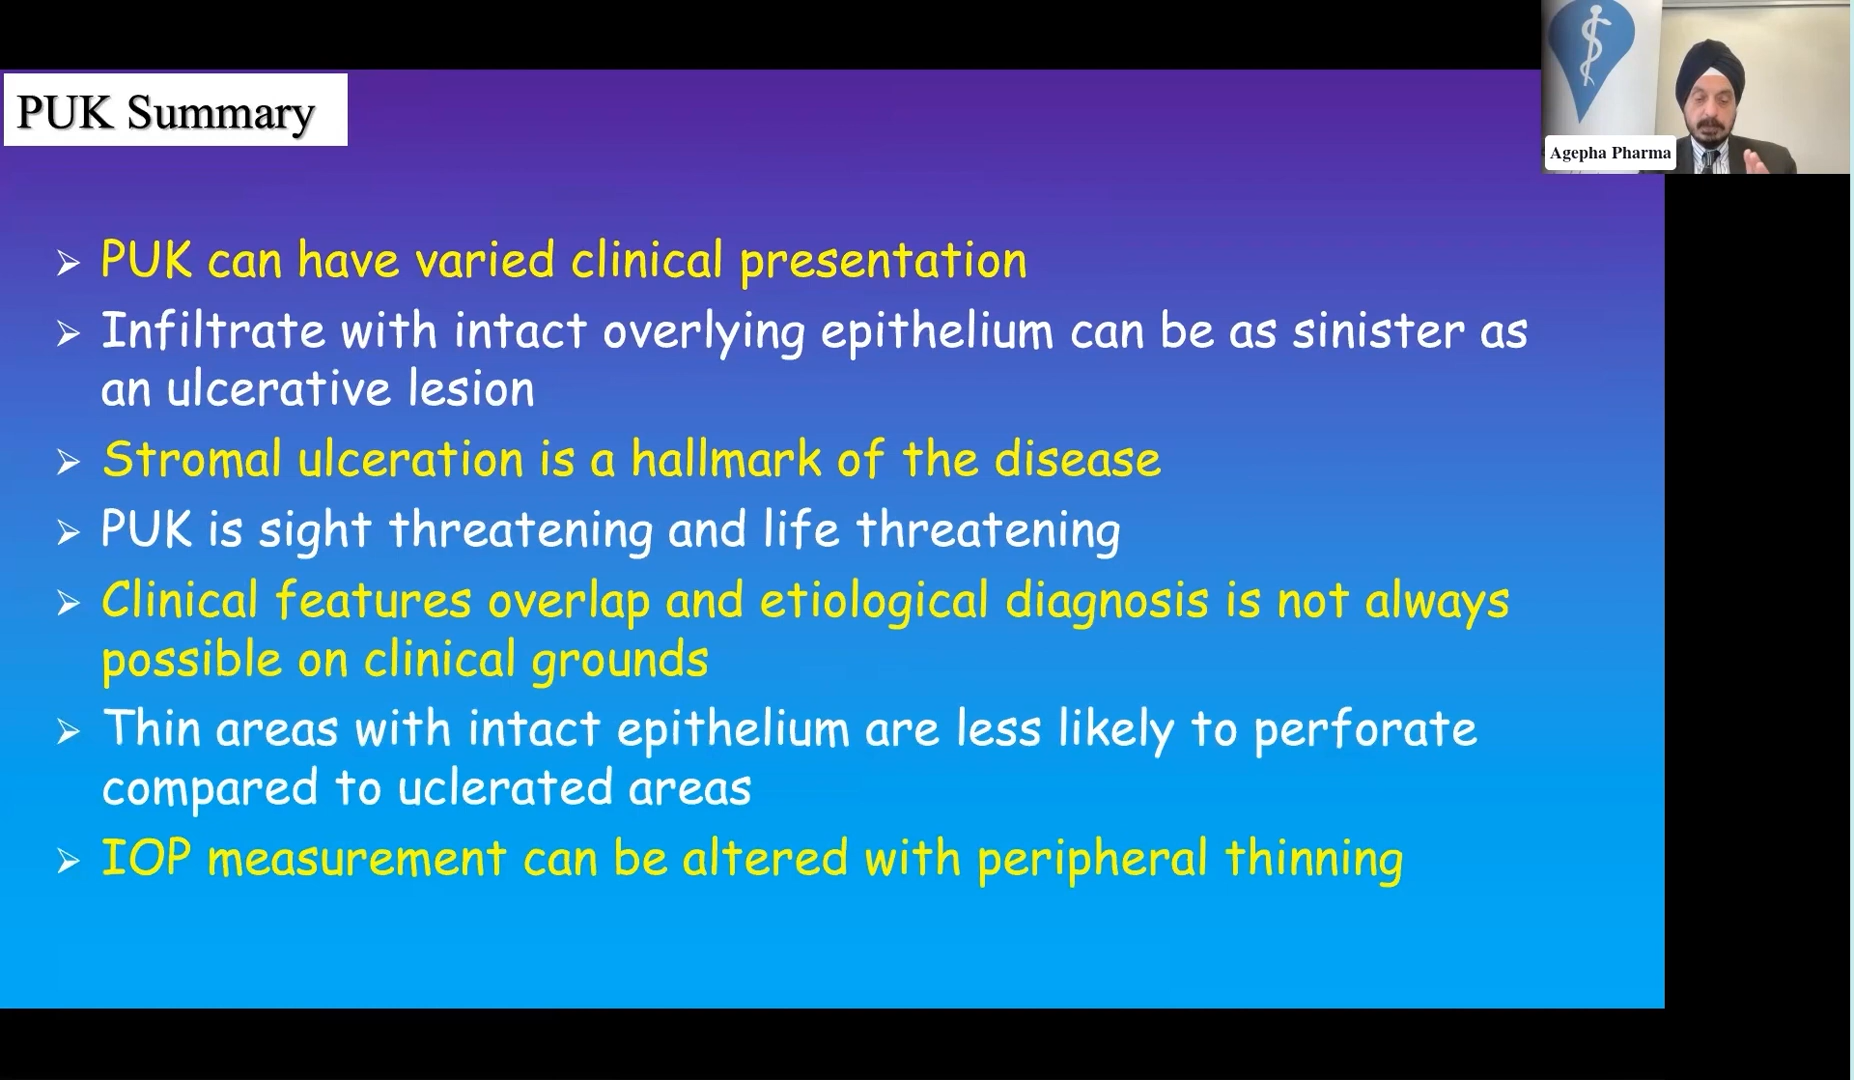 PUK Summary
Agepha Pharma
PUK can have varied clinical presentation
Infiltrate with intact overlying epithelium can be as sinister as
an ulcerative lesion
Stromal ulceration is a hallmark of the disease
PUK is sight threatening and life threatening
Clinical features overlap and etiological diagnosis is not always
possible on clinical grounds
Thin areas with intact epithelium are less likely to perforate
compared to uclerated areas
IOP measurement can be altered with peripheral thinning